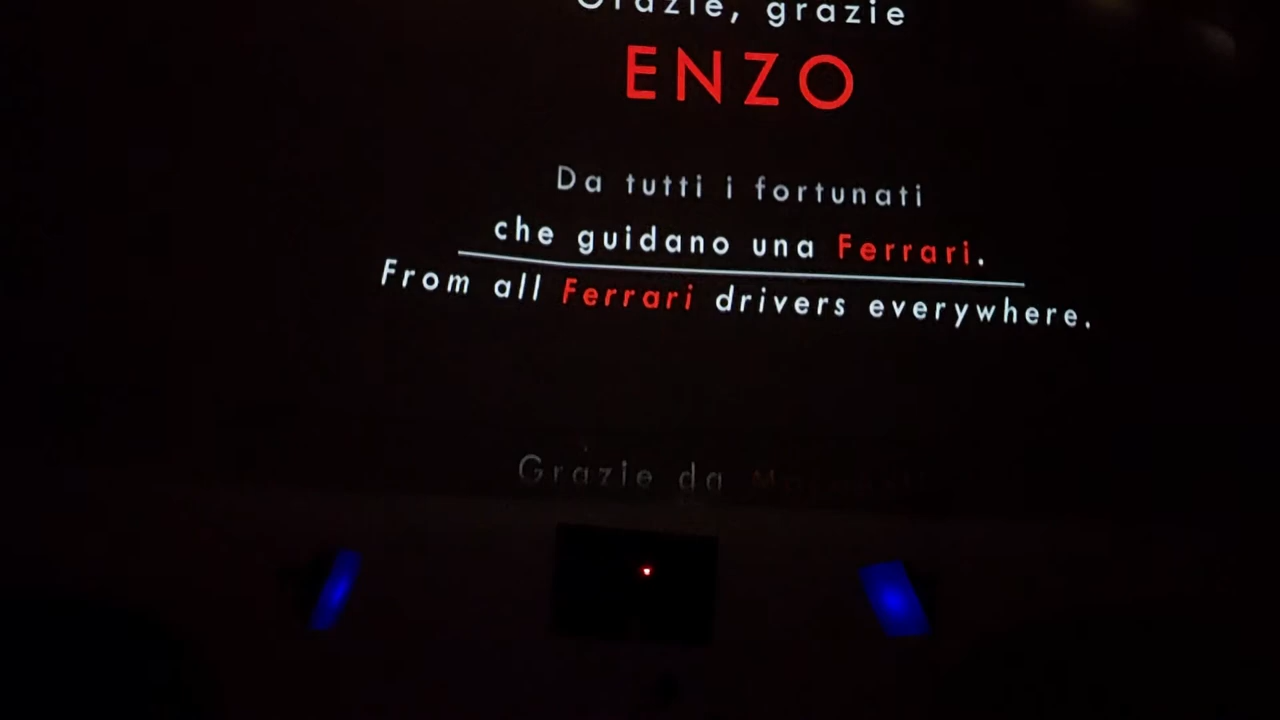 Grazie, grazie
ENZO
Da tutti i fortunati
che guidano una Ferrari.
From all Ferrari drivers everywhere.
Grazie da